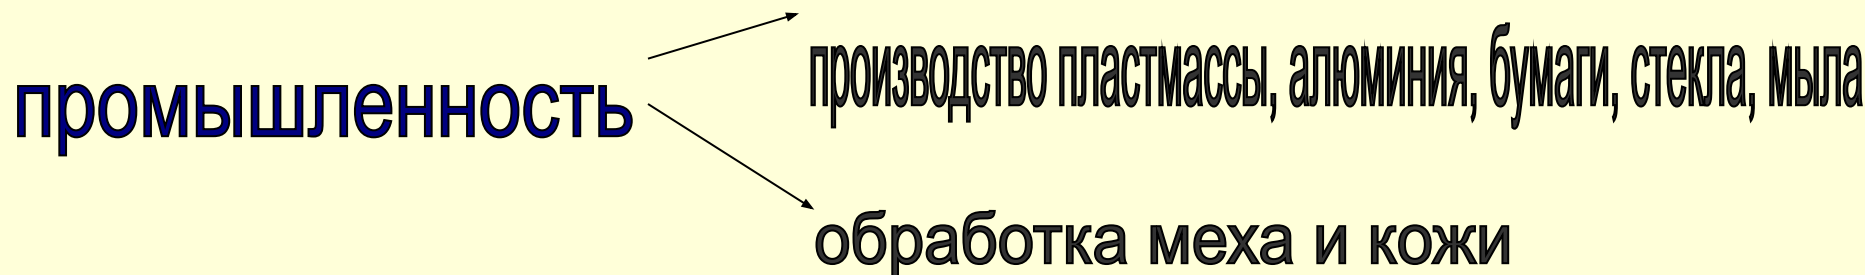 промышленность
производство пластмассы, алюминия, бумаги, стекла, мыла
обработка меха и кожи